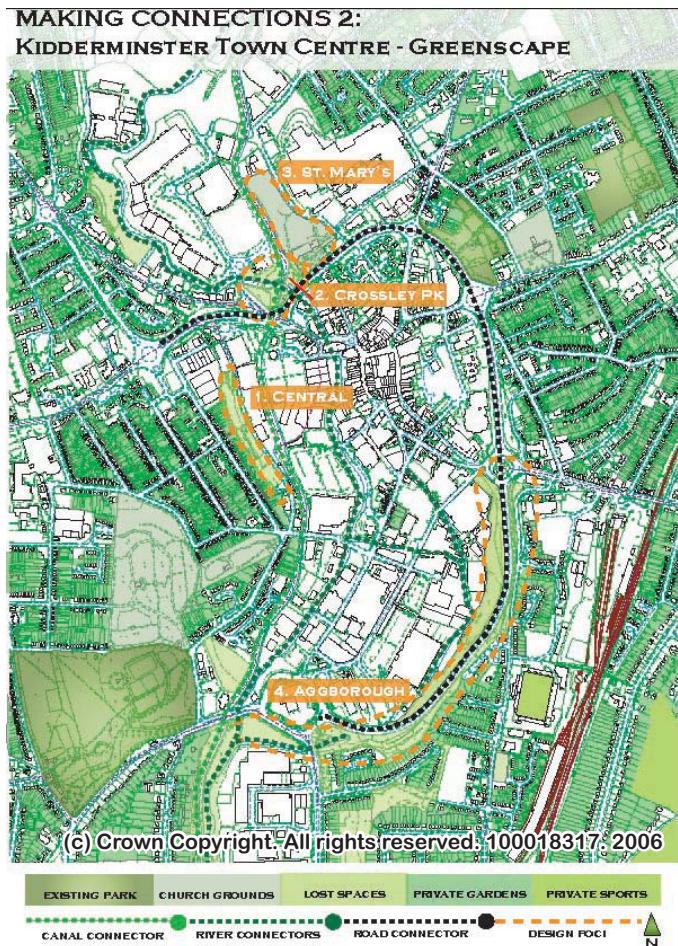 MAKING CONNECTIONS 2:
KIDDERMINSTER TOWN CENTRE - GREENSCAPE
3. ST. MARY'S
2. CROSSLEY PK
1. CENTRAL
4. AGGBOROUGH
(c) Crown Copyright. All rights reserved. 100018317. 2006
EXISTING PARK CHURCH GROUNDS LOST SPACES PRIVATE GARDENS PRIVATE SPORTS
CANAL CONNECTOR RIVER CONNECTORS ROAD CONNECTOR DESIGN FOCI N